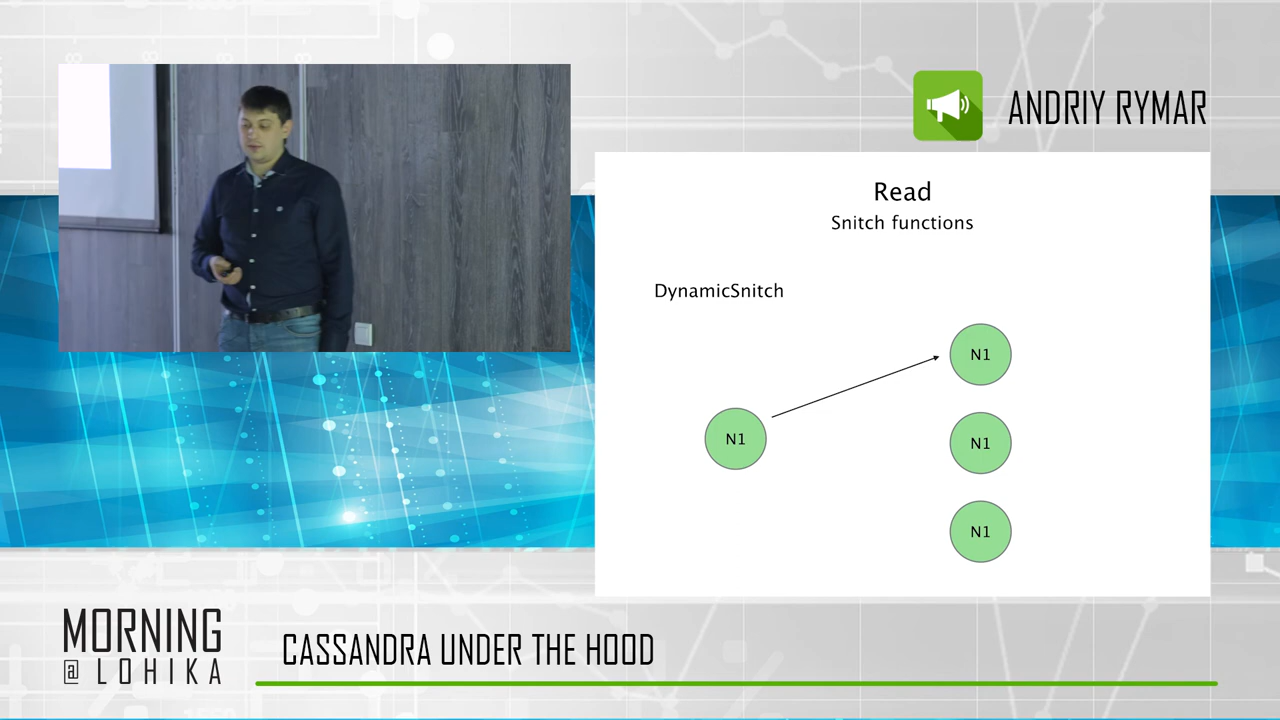 ANDRIY RYMAR
Read
Snitch functions
DynamicSnitch
N1
N1
N1
N1
MORNING
@ LOHIKA
CASSANDRA UNDER THE HOOD